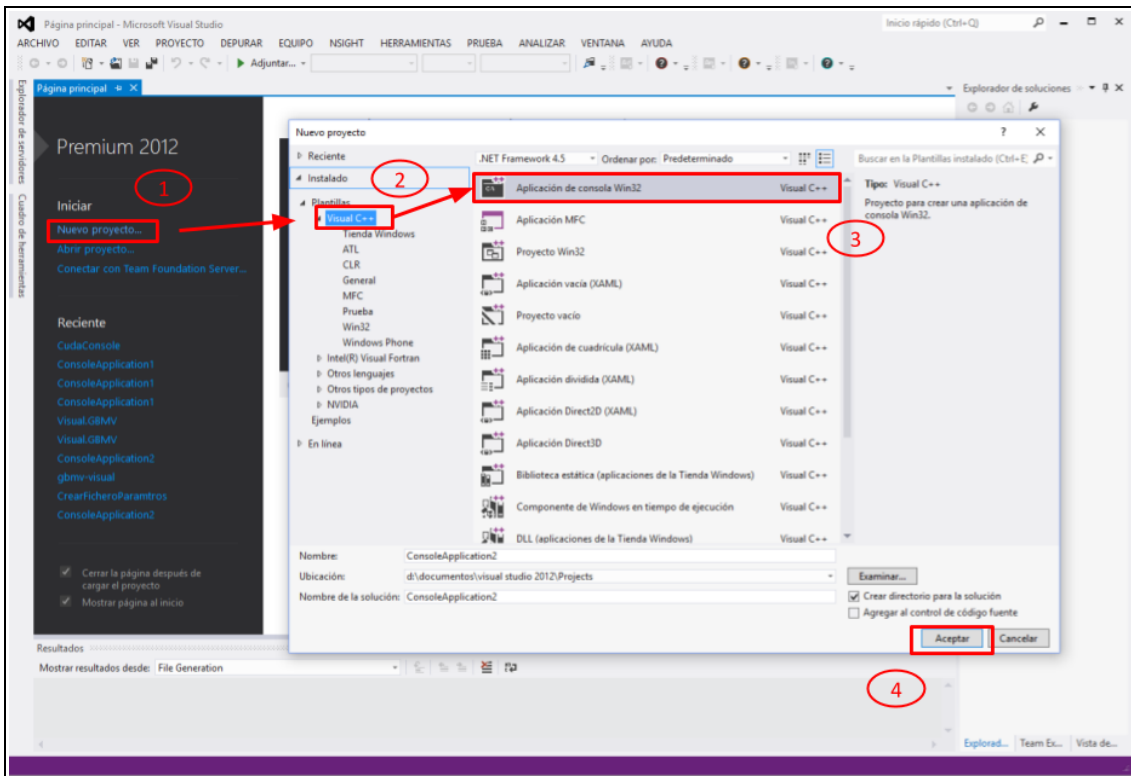 Página principal - Microsoft Visual Studio
Inicio rápido (Ctrl+Q)
ARCHIVO EDITAR VER PROYECTO DEPURAR EQUIPO NSIGHT HERRAMIENTAS PRUEBA ANALIZAR VENTANA AYUDA
Adjuntar...
Explorador de servidores
Cuadro de herramientas
Página principal
Explorador de soluciones
Premium 2012
1
Iniciar
Nuevo proyecto...
Abrir proyecto...
Conectar con Team Foundation Server...
Reciente
CudaConsole
ConsoleApplication1
ConsoleApplication1
ConsoleApplication1
Visual.GBMV
Visual.GBMV
ConsoleApplication2
gbmv-visual
CrearFicheroParamtros
ConsoleApplication2
Cerrar la página después de
cargar el proyecto
Mostrar página al inicio
Nuevo proyecto
? X
Reciente
Instalado
2
Plantillas
Visual C++
Tienda Windows
ATL
CLR
General
MFC
Prueba
Win32
Windows Phone
Intel(R) Visual Fortran
Otros lenguajes
Otros tipos de proyectos
NVIDIA
Ejemplos
En línea
.NET Framework 4.5 Ordenar por: Predeterminado
Buscar en la Plantillas instalado (Ctrl+E
Aplicación de consola Win32 Visual C++
Aplicación MFC Visual C++
Proyecto Win32 Visual C++
Aplicación vacía (XAML) Visual C++
Proyecto vacío Visual C++
Aplicación de cuadrícula (XAML) Visual C++
Aplicación dividida (XAML) Visual C++
Aplicación Direct2D (XAML) Visual C++
Aplicación Direct3D Visual C++
Biblioteca estática (aplicaciones de la Tienda Windows) Visual C++
Componente de Windows en tiempo de ejecución Visual C++
DLL (aplicaciones de la Tienda Windows) Visual C++
Tipo: Visual C++
Proyecto para crear una aplicación de
consola Win32.
3
Nombre: ConsoleApplication2
Ubicación: d:\documentos\visual studio 2012\Projects
Examinar...
Nombre de la solución: ConsoleApplication2
Crear directorio para la solución
Agregar al control de código fuente
Aceptar Cancelar
4
Resultados
Mostrar resultados desde: File Generation
Explorad... Team Ex... Vista de...